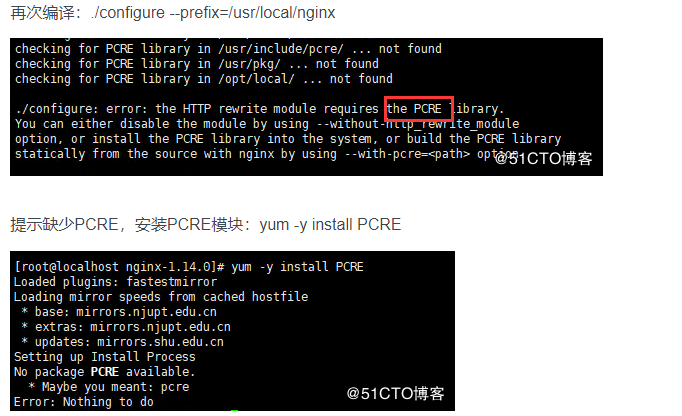 再次编译：./configure --prefix=/usr/local/nginx
checking for PCRE library in /usr/include/pcre/ ... not found
checking for PCRE library in /usr/pkg/ ... not found
checking for PCRE library in /opt/local/ ... not found
./configure: error: the HTTP rewrite module requires the PCRE library.
You can either disable the module by using --without-http_rewrite_module
option, or install the PCRE library into the system, or build the PCRE library
statically from the source with nginx by using --with-pcre=<path> option.
@51CTO博客
提示缺少PCRE，安装PCRE模块：yum -y install PCRE
[root@localhost nginx-1.14.0]# yum -y install PCRE
Loaded plugins: fastestmirror
Loading mirror speeds from cached hostfile
* base: mirrors.njupt.edu.cn
* extras: mirrors.njupt.edu.cn
* updates: mirrors.shu.edu.cn
Setting up Install Process
No package PCRE available.
* Maybe you meant: pcre
Error: Nothing to do
@51CTO博客